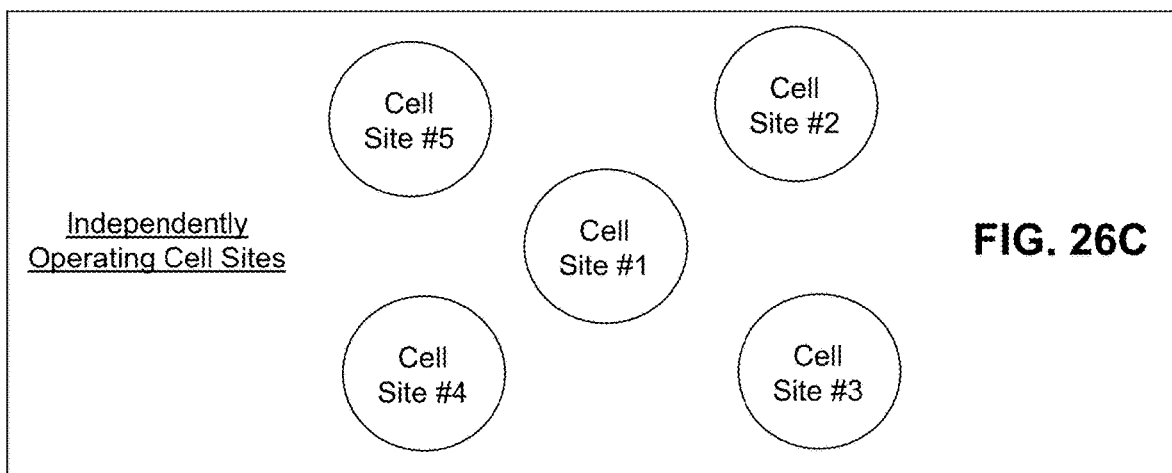 Cell
Site #5
Cell
Site #2
Independently
Operating Cell Sites
Cell
Site #1
FIG. 26C
Cell
Site #4
Cell
Site #3